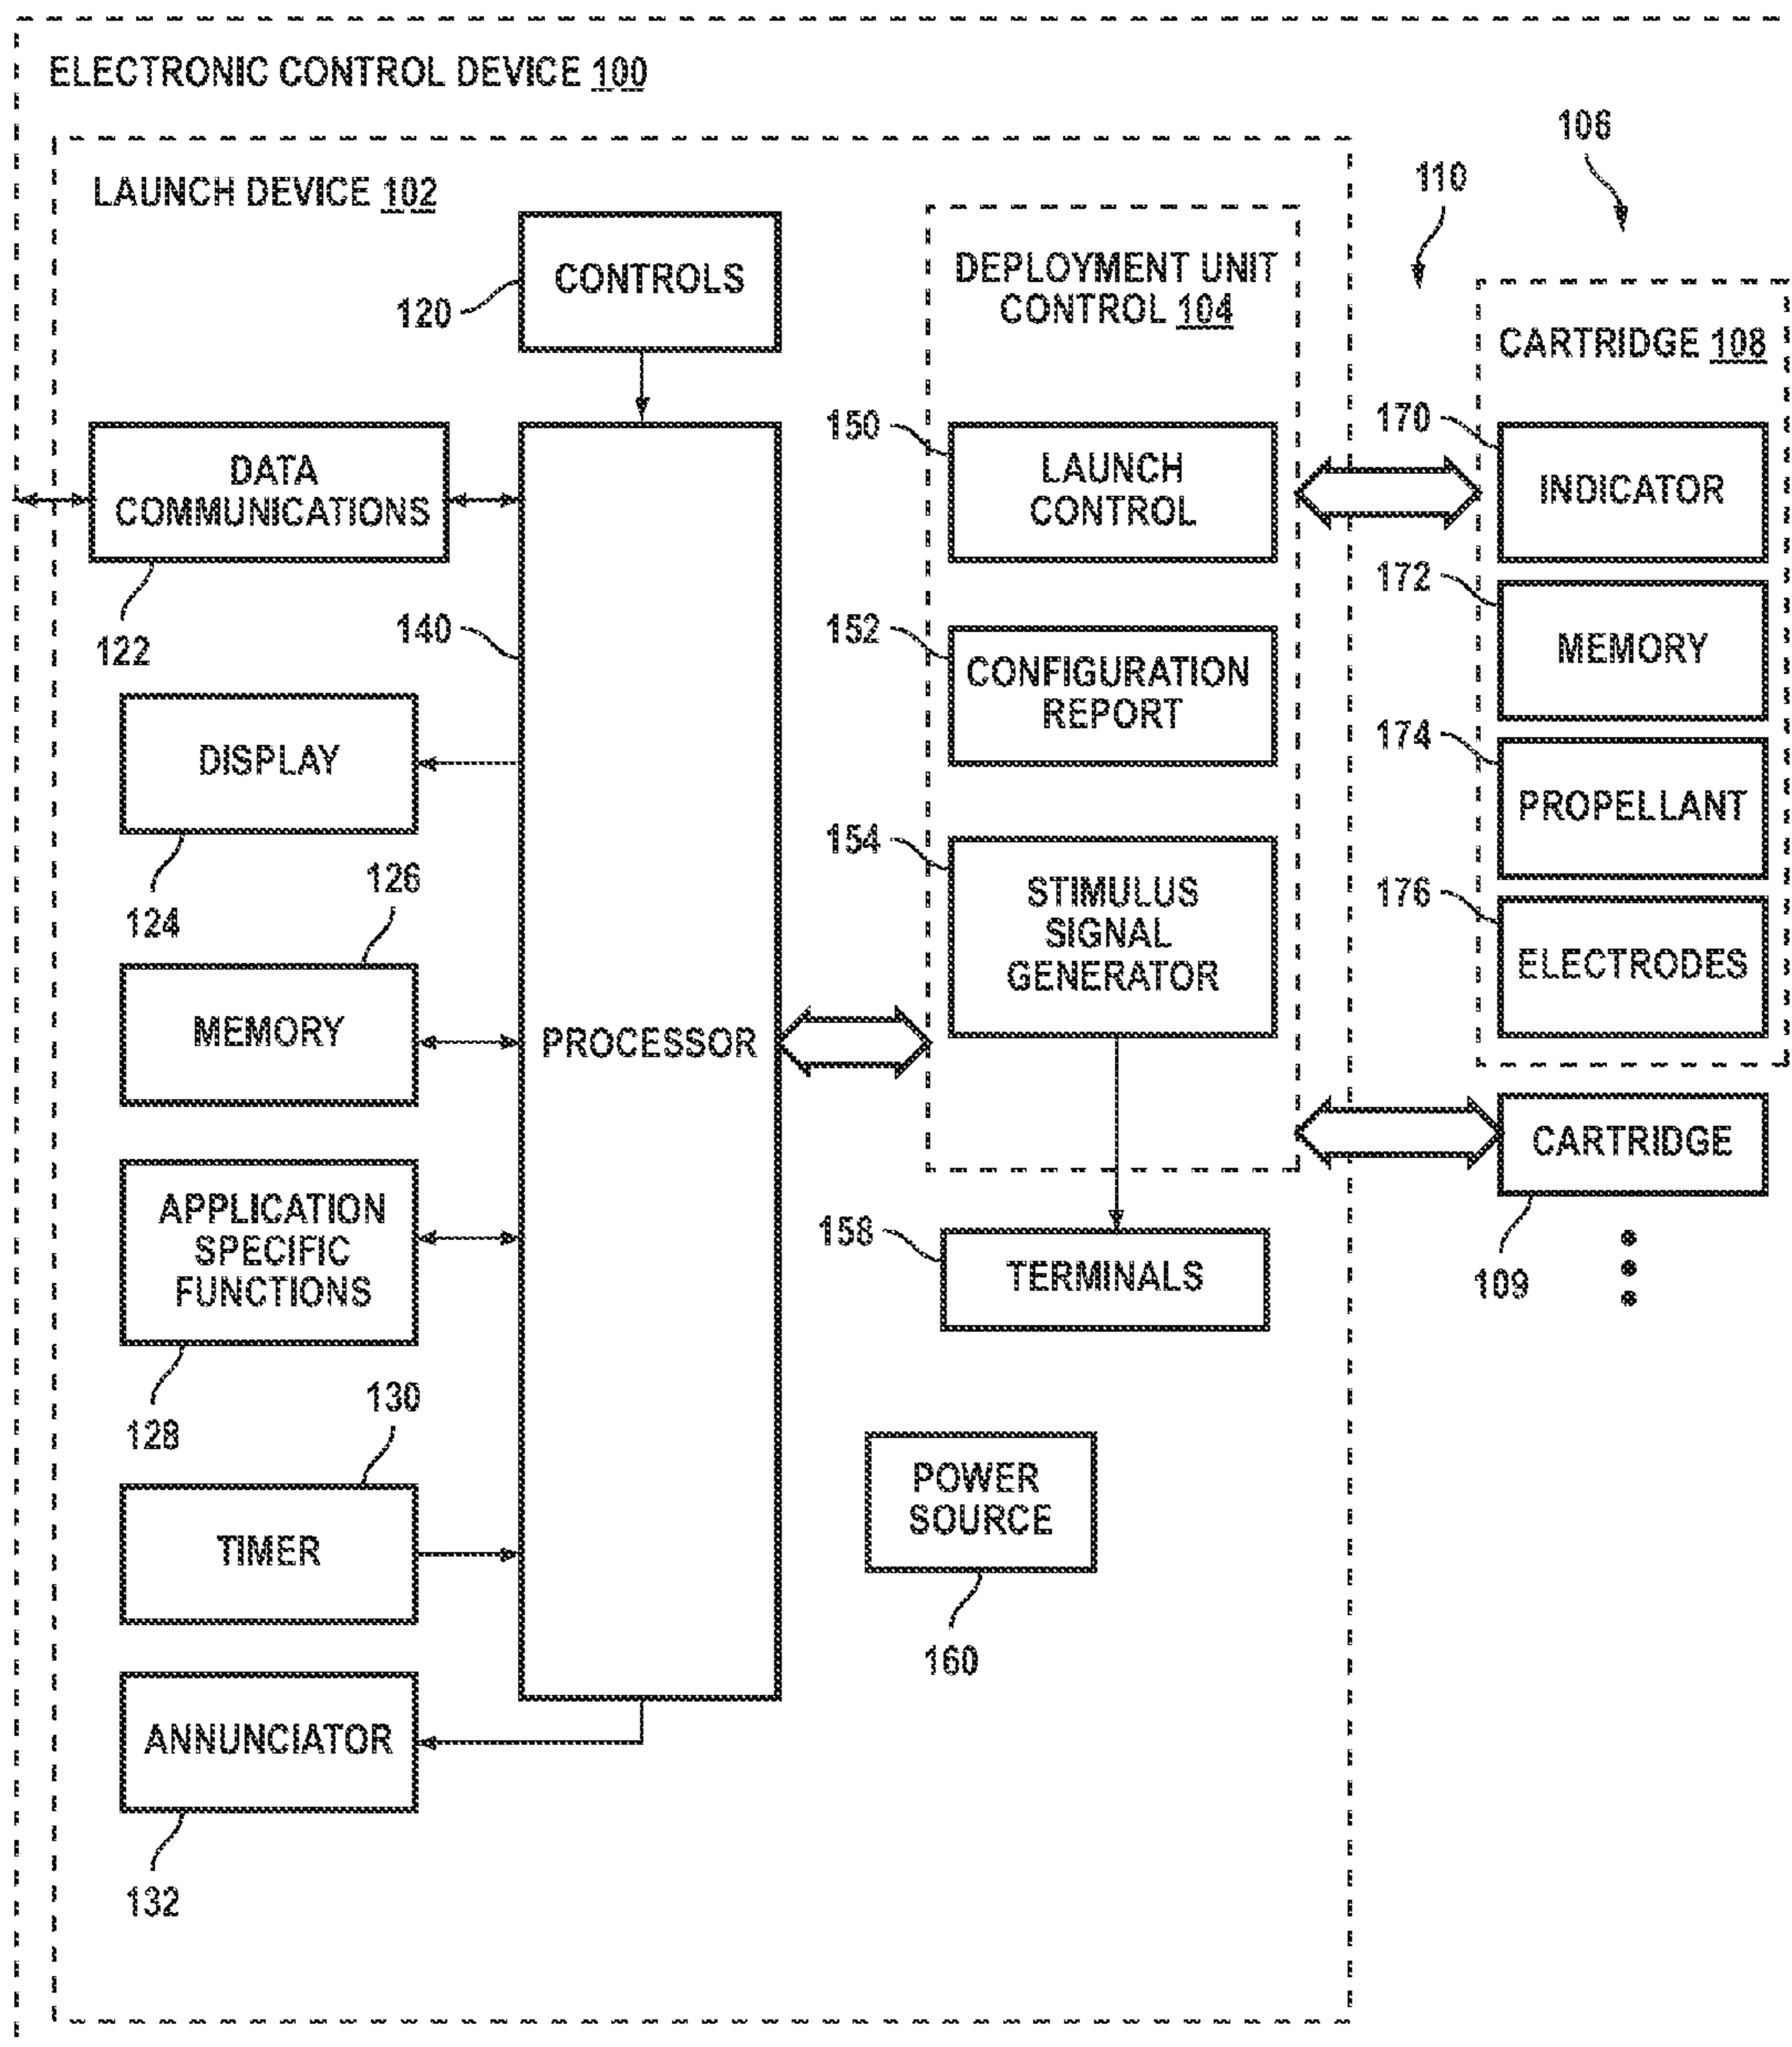 ELECTRONIC CONTROL DEVICE 100
106
110
LAUNCH DEVICE 102
CONTROLS
120
DEPLOYMENT UNIT
CONTROL 104
CARTRIDGE 108
DATA
COMMUNICATIONS
122
150
LAUNCH
CONTROL
170
INDICATOR
140
152
CONFIGURATION
REPORT
172
MEMORY
DISPLAY
124
174
PROPELLANT
154
STIMULUS
SIGNAL
GENERATOR
176
ELECTRODES
126
MEMORY
PROCESSOR
CARTRIDGE
109
APPLICATION
SPECIFIC
FUNCTIONS
128
158
TERMINALS
130
TIMER
POWER
SOURCE
160
ANNUNCIATOR
132